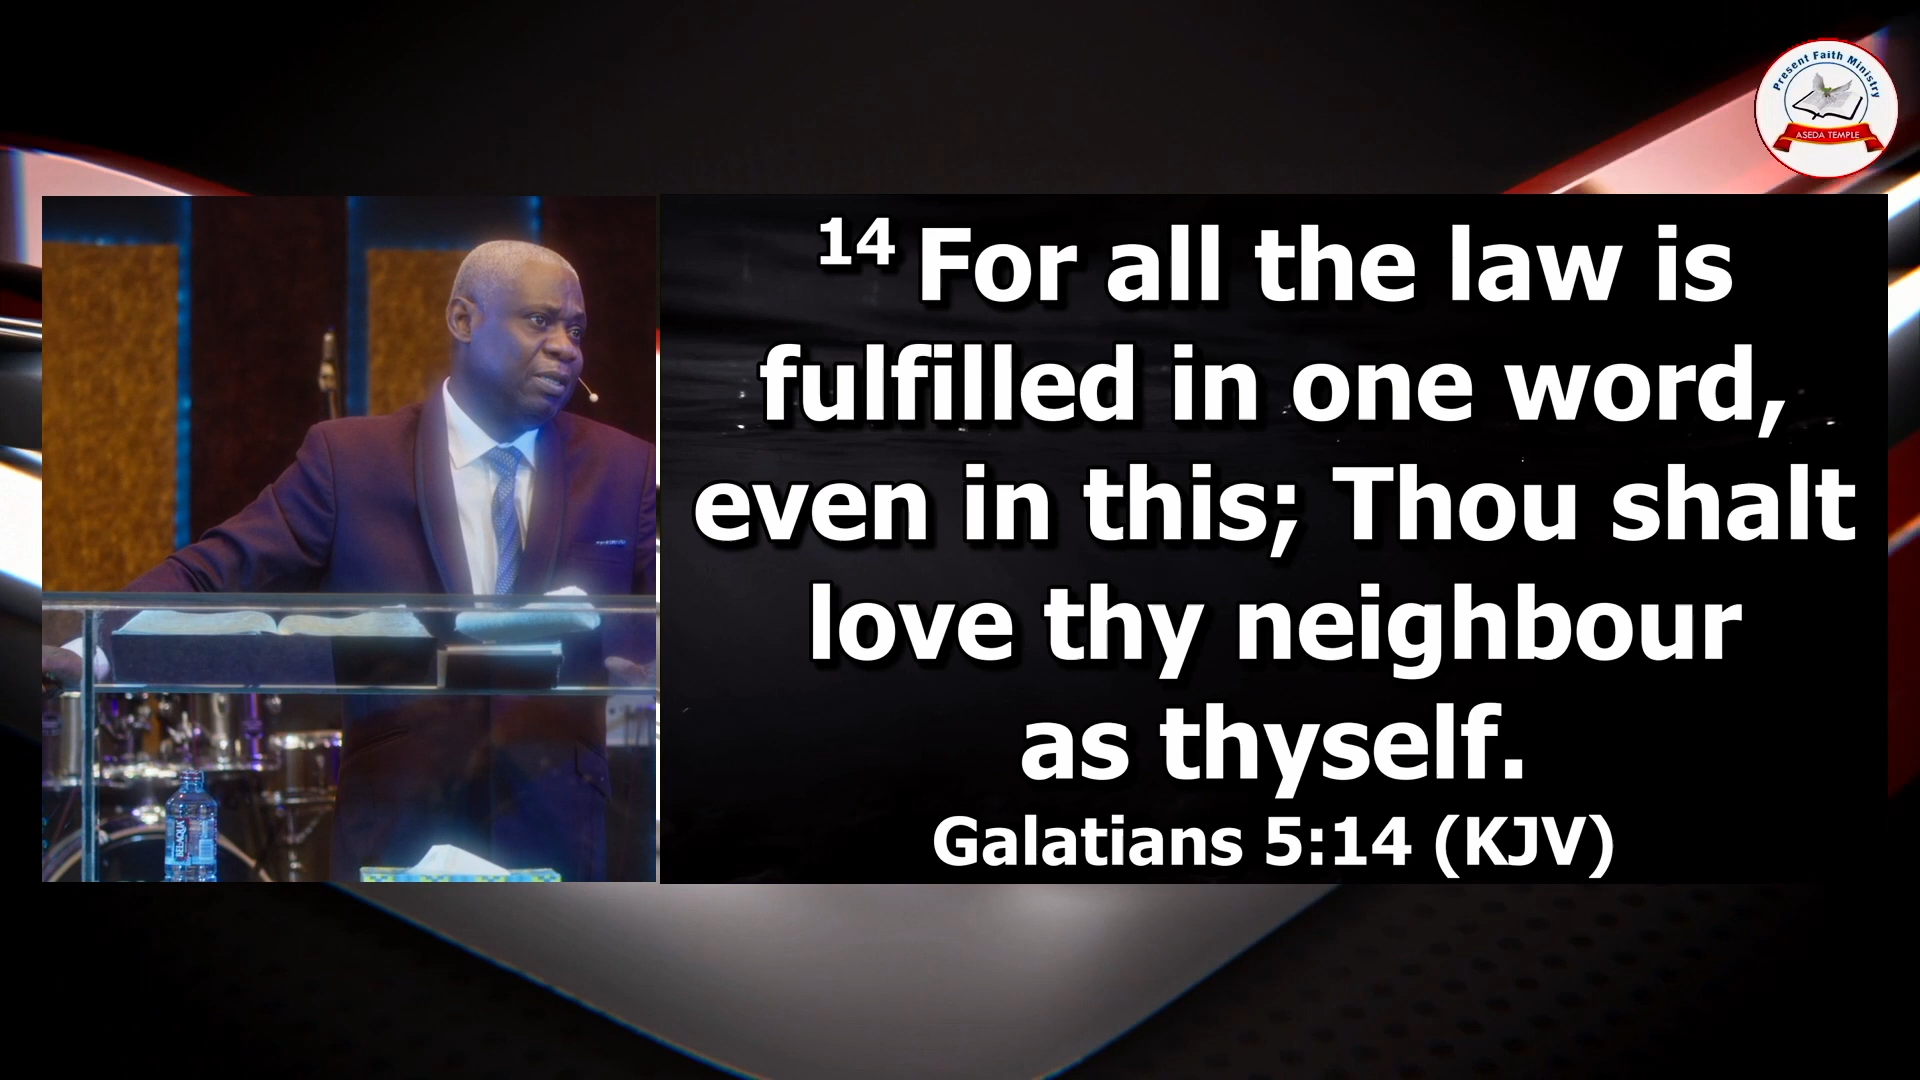 Present Faith Ministry
ASEDA TEMPLE
14 For all the law is
fulfilled in one word,
even in this; Thou shalt
love thy neighbour
as thyself.
Galatians 5:14 (KJV)
BELAQUA